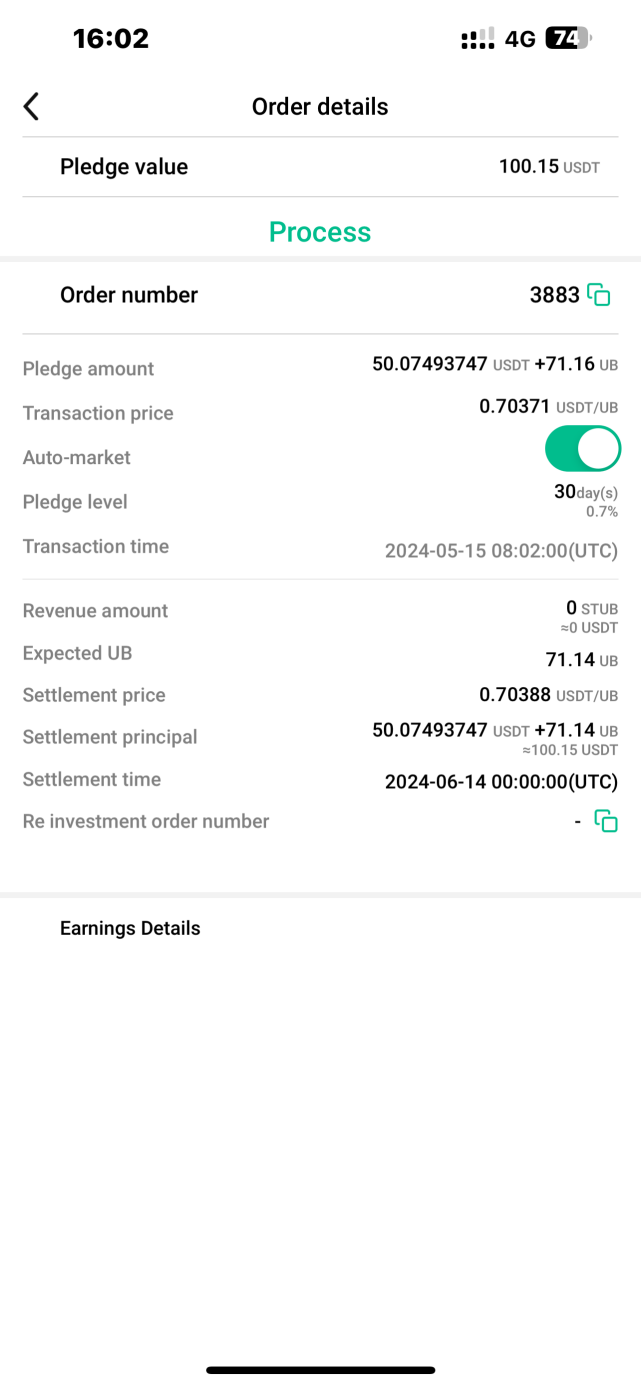 16:02 4G 74
Order details
Pledge value 100.15 USDT
Process
Order number 3883
Pledge amount 50.07493747 USDT +71.16 UB
Transaction price 0.70371 USDT/UB
Auto-market
Pledge level 30day(s)
0.7%
Transaction time 2024-05-15 08:02:00(UTC)
Revenue amount 0 STUB
≈0 USDT
Expected UB 71.14 UB
Settlement price 0.70388 USDT/UB
Settlement principal 50.07493747 USDT +71.14 UB
≈100.15 USDT
Settlement time 2024-06-14 00:00:00(UTC)
Re investment order number -
Earnings Details